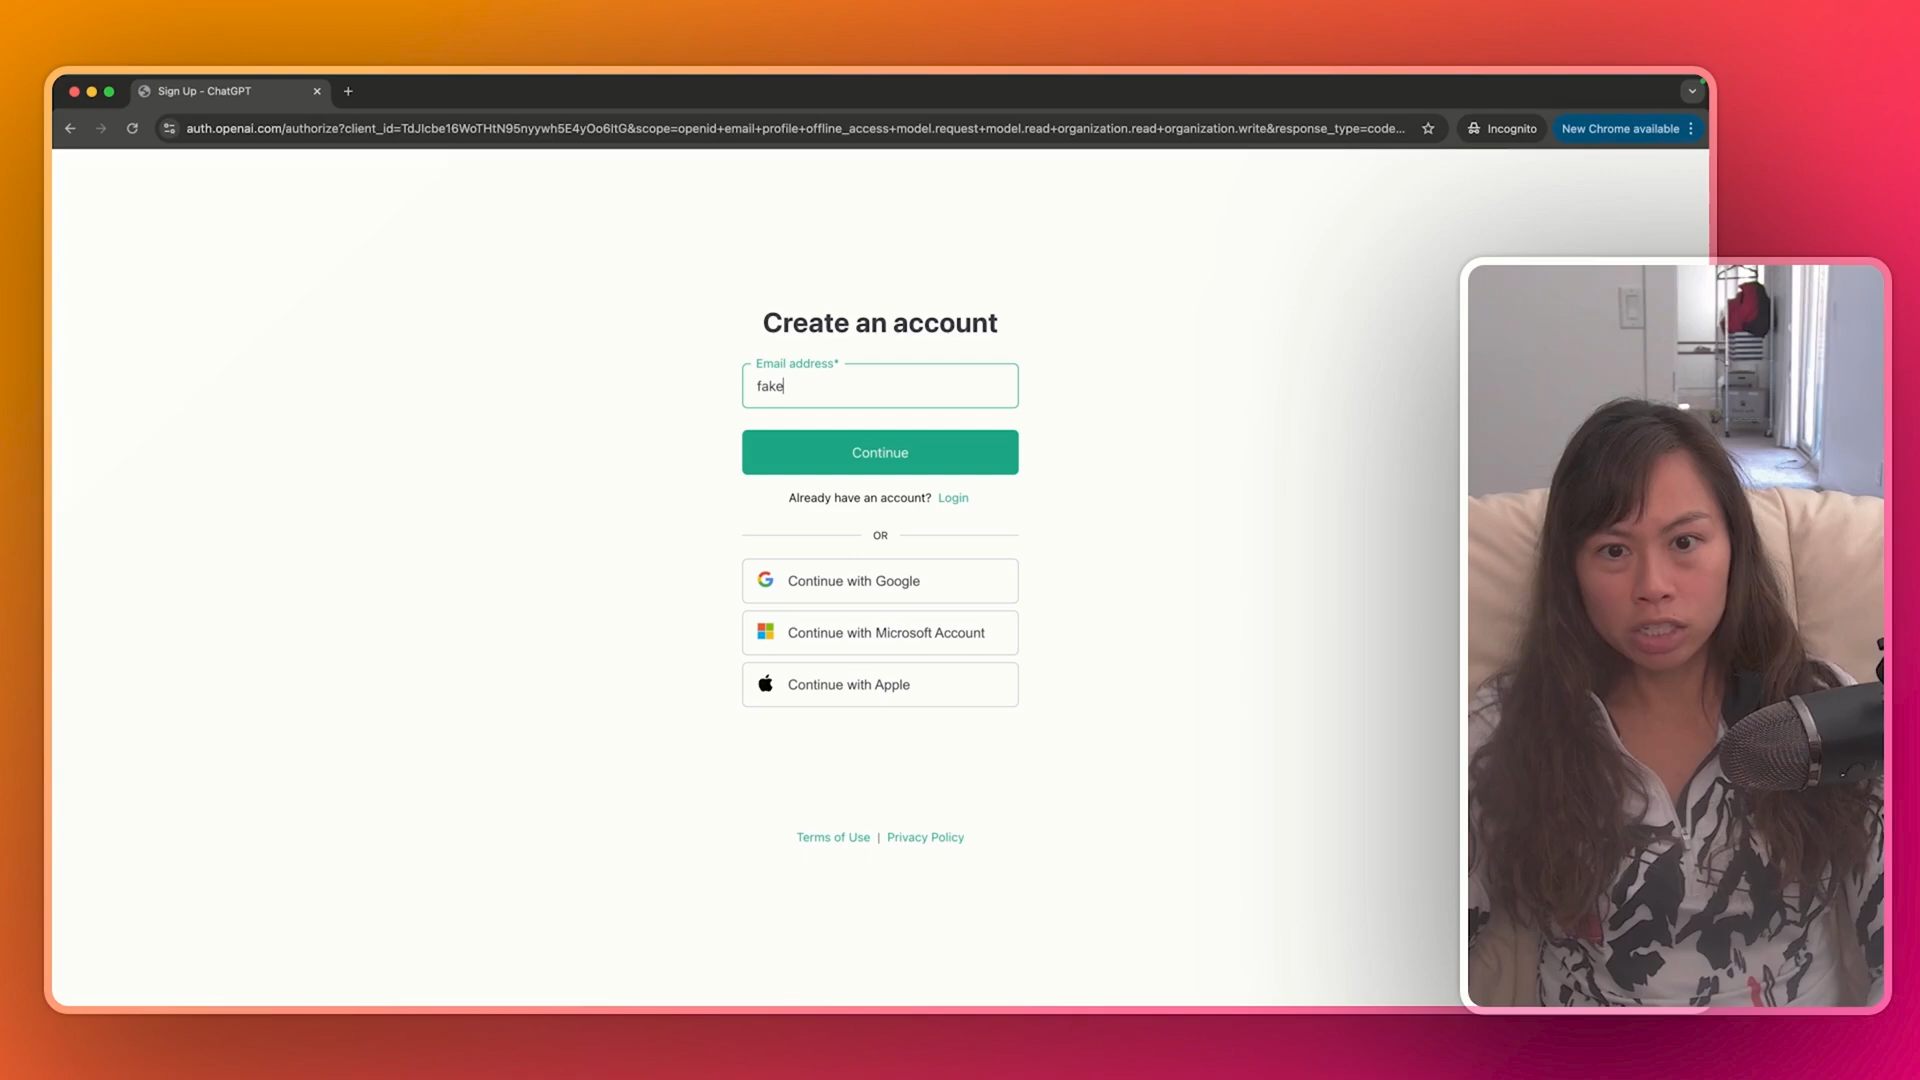 Sign Up - ChatGPT
auth.openai.com/authorize?client_id=TdJIcbe16WoTHtN95nyywh5E4yOo6ItG&scope=openid+email+profile+offline_access+model.request+model.read+organization.read+organization.write&response_type=code...
Incognito
New Chrome available
Create an account
Email address*
fake
Continue
Already have an account? Login
OR
Continue with Google
Continue with Microsoft Account
Continue with Apple
Terms of Use | Privacy Policy